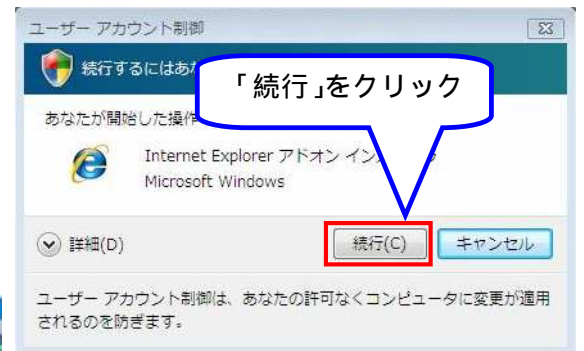 ユーザー アカウント制御
続行するにはあな
「続行」をクリック
あなたが開始した操作
Internet Explorer アドオン イン
Microsoft Windows
詳細(D)
続行(C)
キャンセル
ユーザー アカウント制御は、あなたの許可なくコンピュータに変更が適用
されるのを防ぎます。